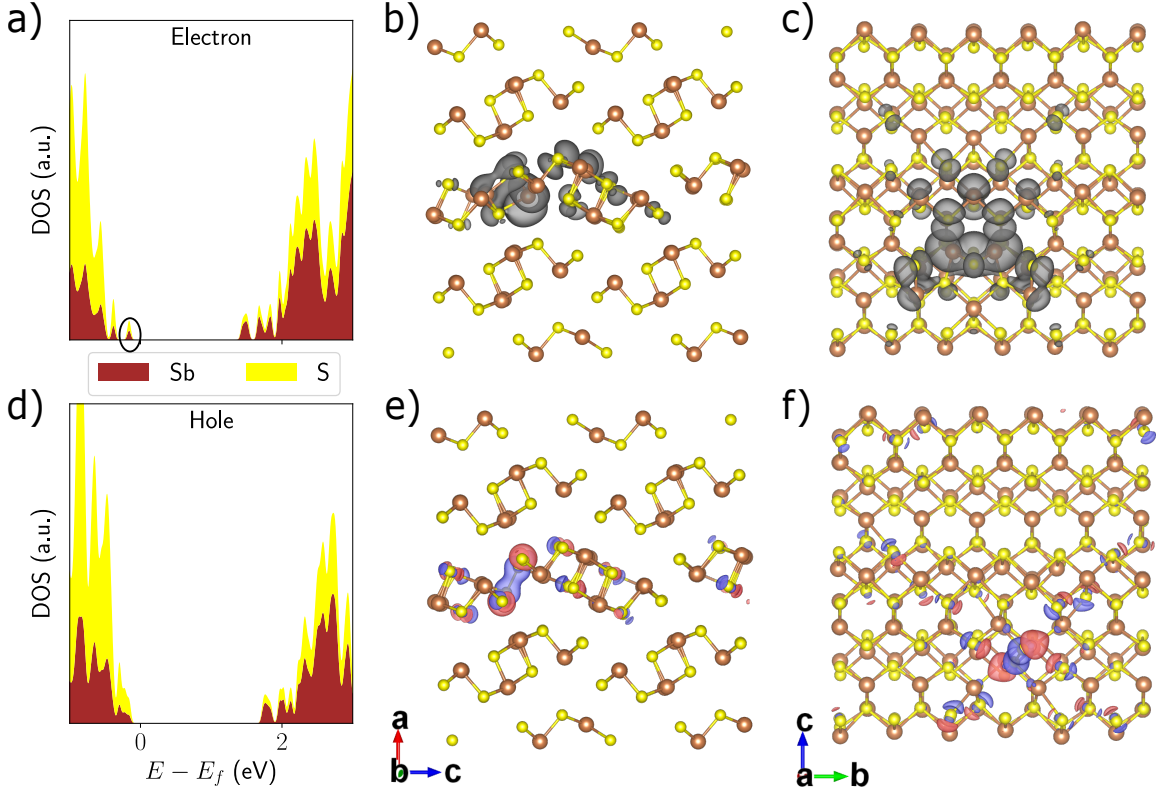 a)
Electron
DOS (a.u.)
b)
c)
Sb
S
d)
Hole
DOS (a.u.)
0
2
E − E_f (eV)
e)
a
b
c
f)
c
a
b